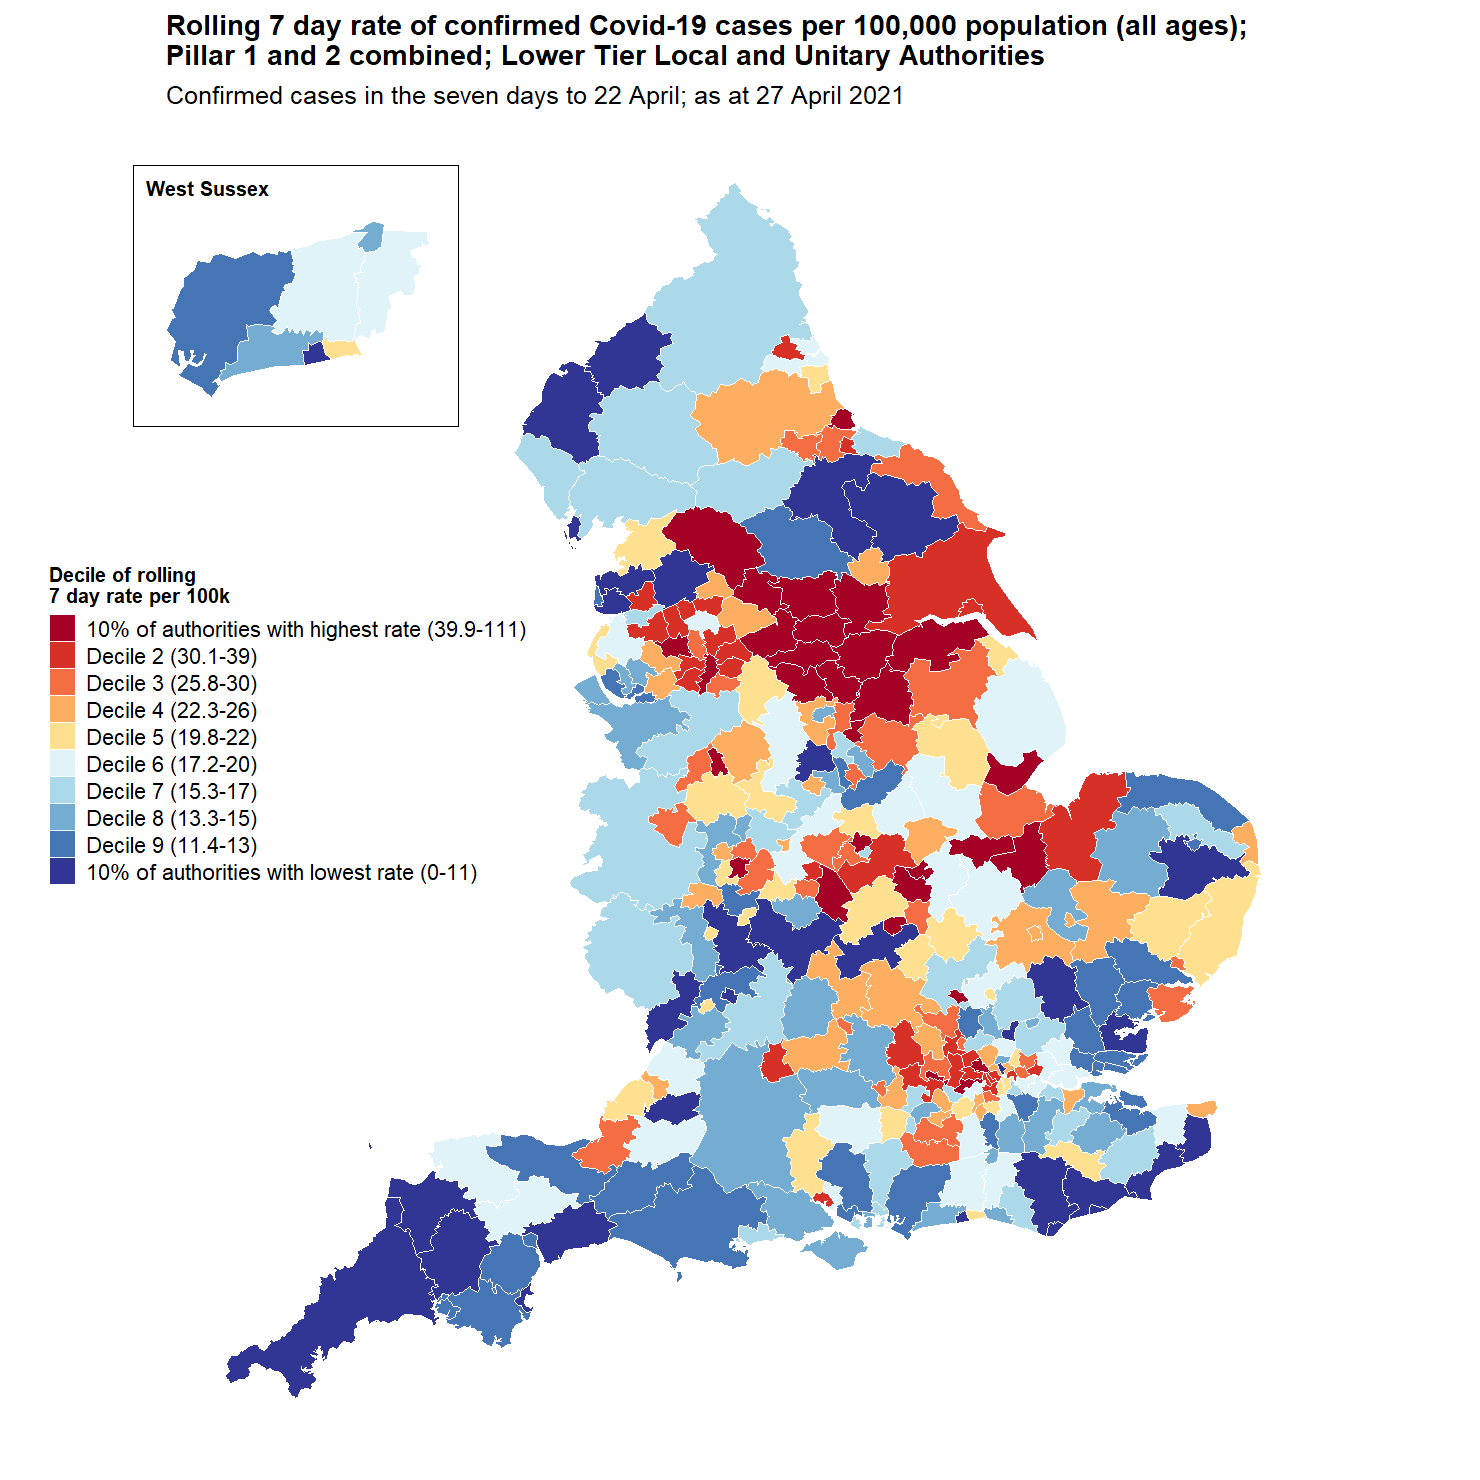 Rolling 7 day rate of confirmed Covid-19 cases per 100,000 population (all ages);
Pillar 1 and 2 combined; Lower Tier Local and Unitary Authorities
Confirmed cases in the seven days to 22 April; as at 27 April 2021
West Sussex
Decile of rolling
7 day rate per 100k
10% of authorities with highest rate (39.9-111)
Decile 2 (30.1-39)
Decile 3 (25.8-30)
Decile 4 (22.3-26)
Decile 5 (19.8-22)
Decile 6 (17.2-20)
Decile 7 (15.3-17)
Decile 8 (13.3-15)
Decile 9 (11.4-13)
10% of authorities with lowest rate (0-11)